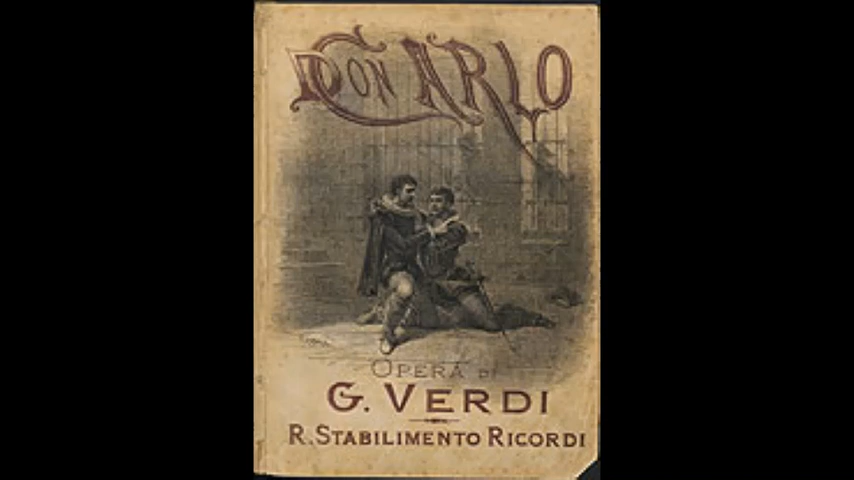 DON CARLO
OPERA DI
G. VERDI
R. STABILIMENTO RICORDI